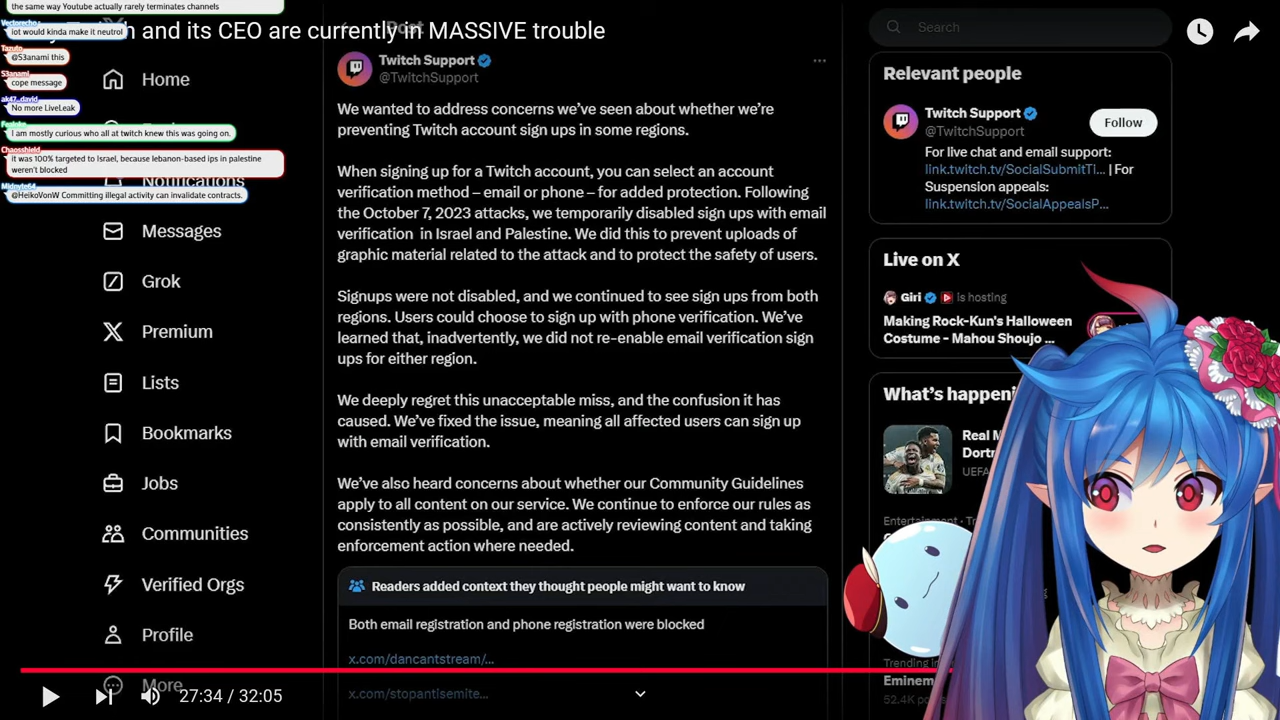 the same way Youtube actually rarely terminates channels
Vectorecho
iot would kinda make it neutrol
Tazuto
@S3anami this
S3anami
cope message
ak47_david
No more LiveLeak
I am mostly curious who all at twitch knew this was going on.
Chaosshield
it was 100% targeted to Israel, because lebanon-based ips in palestine
weren't blocked
Midnyte64
@HeikoVonW Committing illegal activity can invalidate contracts.
and its CEO are currently in MASSIVE trouble
Home
Notifications
Messages
Grok
Premium
Lists
Bookmarks
Jobs
Communities
Verified Orgs
Profile
More
Post
Twitch Support
@TwitchSupport
We wanted to address concerns we've seen about whether we're
preventing Twitch account sign ups in some regions.
When signing up for a Twitch account, you can select an account
verification method – email or phone – for added protection. Following
the October 7, 2023 attacks, we temporarily disabled sign ups with email
verification in Israel and Palestine. We did this to prevent uploads of
graphic material related to the attack and to protect the safety of users.
Signups were not disabled, and we continued to see sign ups from both
regions. Users could choose to sign up with phone verification. We've
learned that, inadvertently, we did not re-enable email verification sign
ups for either region.
We deeply regret this unacceptable miss, and the confusion it has
caused. We've fixed the issue, meaning all affected users can sign up
with email verification.
We've also heard concerns about whether our Community Guidelines
apply to all content on our service. We continue to enforce our rules as
consistently as possible, and are actively reviewing content and taking
enforcement action where needed.
Readers added context they thought people might want to know
Both email registration and phone registration were blocked
x.com/dancantstream/...
x.com/stopantisemite...
27:34 / 32:05
Search
Relevant people
Twitch Support
@TwitchSupport
Follow
For live chat and email support:
link.twitch.tv/SocialSubmitTi... | For
Suspension appeals:
link.twitch.tv/SocialAppealsP...
Live on X
Giri is hosting
Making Rock-Kun's Halloween
Costume - Mahou Shoujo ...
What's happeni
Real M
Dortr
UEFA
Entertainment · Tr
Trending in
Eminem
52.4K po